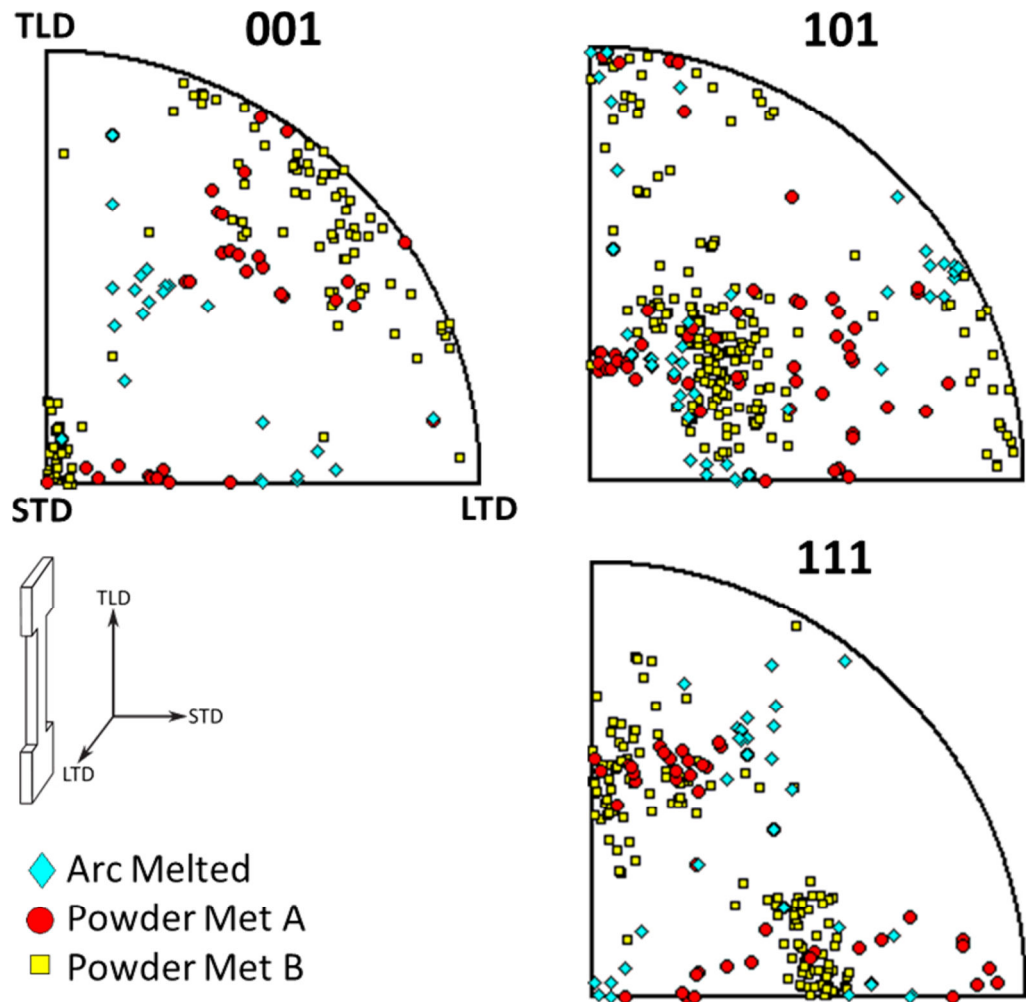 TLD
001
101
STD
LTD
111
TLD
STD
LTD
Arc Melted
Powder Met A
Powder Met B